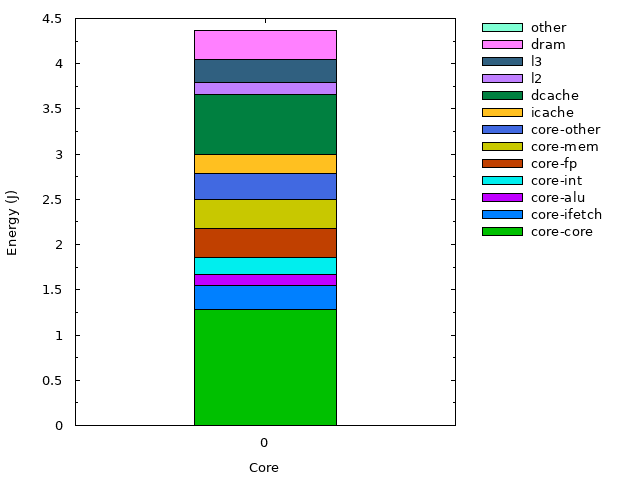 4.5
4
3.5
3
2.5
2
1.5
1
0.5
0
Energy (J)
0
Core
other
dram
l3
l2
dcache
icache
core-other
core-mem
core-fp
core-int
core-alu
core-ifetch
core-core